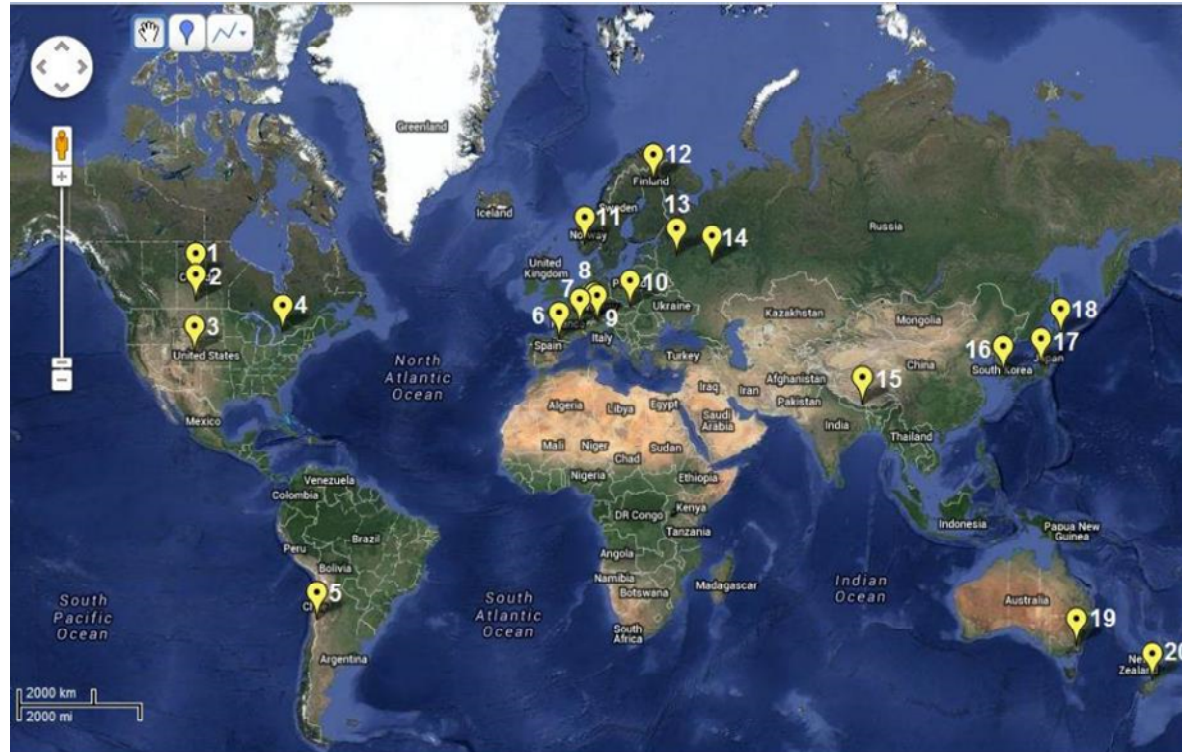 Greenland
12
Finland
Iceland
Sweden
13
11
Norway
14
Russia
1
2
United
Kingdom
8
10
7
4
Ukraine
6
9
Kazakhstan
Mongolia
18
3
United States
Spain
Italy
Turkey
China
16
17
Japan
South Korea
North
Atlantic
Ocean
15
Iraq
Iran
Afghanistan
Pakistan
Algeria
Libya
Egypt
Saudi
Arabia
Mexico
India
Thailand
Mali
Niger
Chad
Sudan
Nigeria
Ethiopia
Venezuela
Colombia
DR Congo
Kenya
Tanzania
Indonesia
Papua New
Guinea
Peru
Brazil
Bolivia
Angola
Namibia
Botswana
Madagascar
South
Pacific
Ocean
5
South
Atlantic
Ocean
Indian
Ocean
Australia
19
South
Africa
Argentina
20
New
Zealand
2000 km
2000 mi